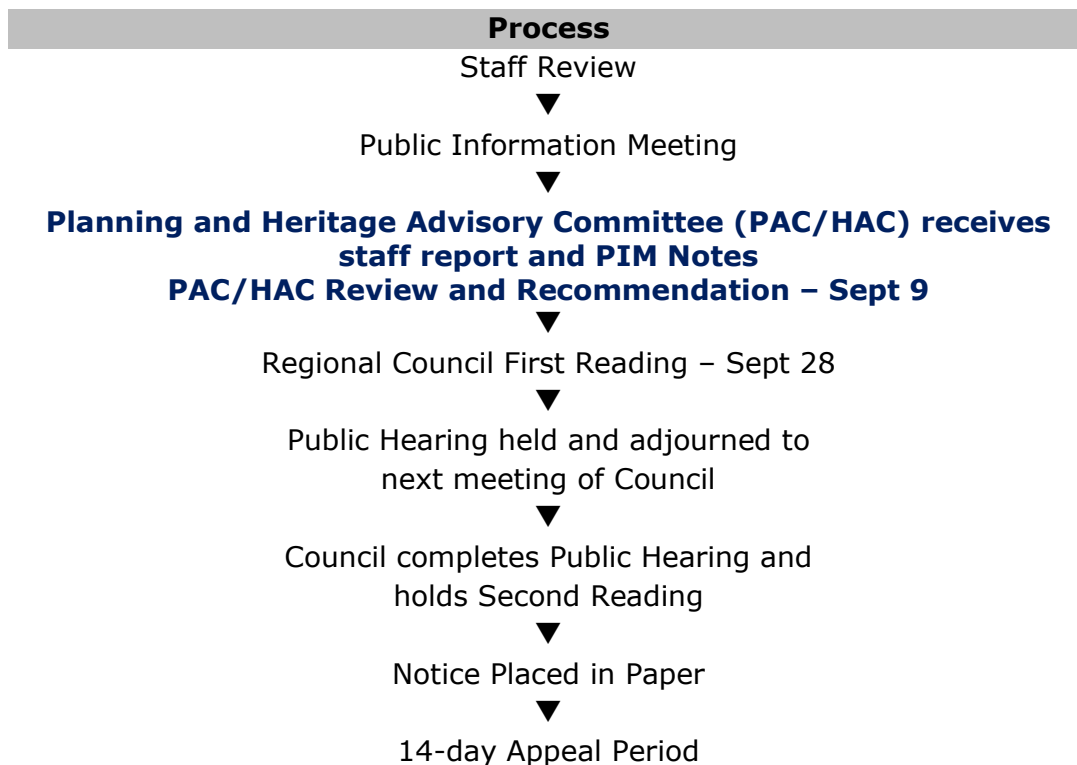 Process
Staff Review
▼
Public Information Meeting
▼
Planning and Heritage Advisory Committee (PAC/HAC) receives
staff report and PIM Notes
PAC/HAC Review and Recommendation – Sept 9
▼
Regional Council First Reading – Sept 28
▼
Public Hearing held and adjourned to
next meeting of Council
▼
Council completes Public Hearing and
holds Second Reading
▼
Notice Placed in Paper
▼
14-day Appeal Period